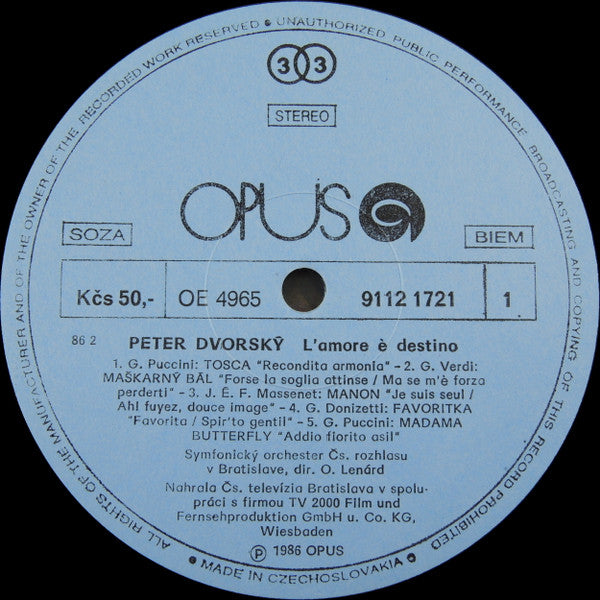 ALL RIGHTS OF THE MANUFACTURER AND OF THE OWNER OF THE RECORDED WORK RESERVED ● UNAUTHORIZED PUBLIC PERFORMANCE BROADCASTING AND COPYING OF THIS RECORD PROHIBITED
33
STEREO
OPUS
SOZA
BIEM
Kčs 50,- OE 4965 9112 1721 1
86 2 PETER DVORSKÝ L'amore è destino
1. G. Puccini: TOSCA "Recondita armonia" – 2. G. Verdi:
MAŠKARNÝ BÁL "Forse la soglia attinse / Ma se m'è forza
perderti" – 3. J. É. F. Massenet: MANON "Je suis seul /
Ah! fuyez, douce image" – 4. G. Donizetti: FAVORITKA
"Favorita / Spir'to gentil" – 5. G. Puccini: MADAMA
BUTTERFLY "Addio fiorito asil"
Symfonický orchester Čs. rozhlasu
v Bratislave, dir. O. Lenárd
Nahrala Čs. televízia Bratislava v spolu-
práci s firmou TV 2000 Film und
Fernsehproduktion GmbH u. Co. KG,
Wiesbaden
Ⓟ 1986 OPUS
● MADE IN CZECHOSLOVAKIA ●